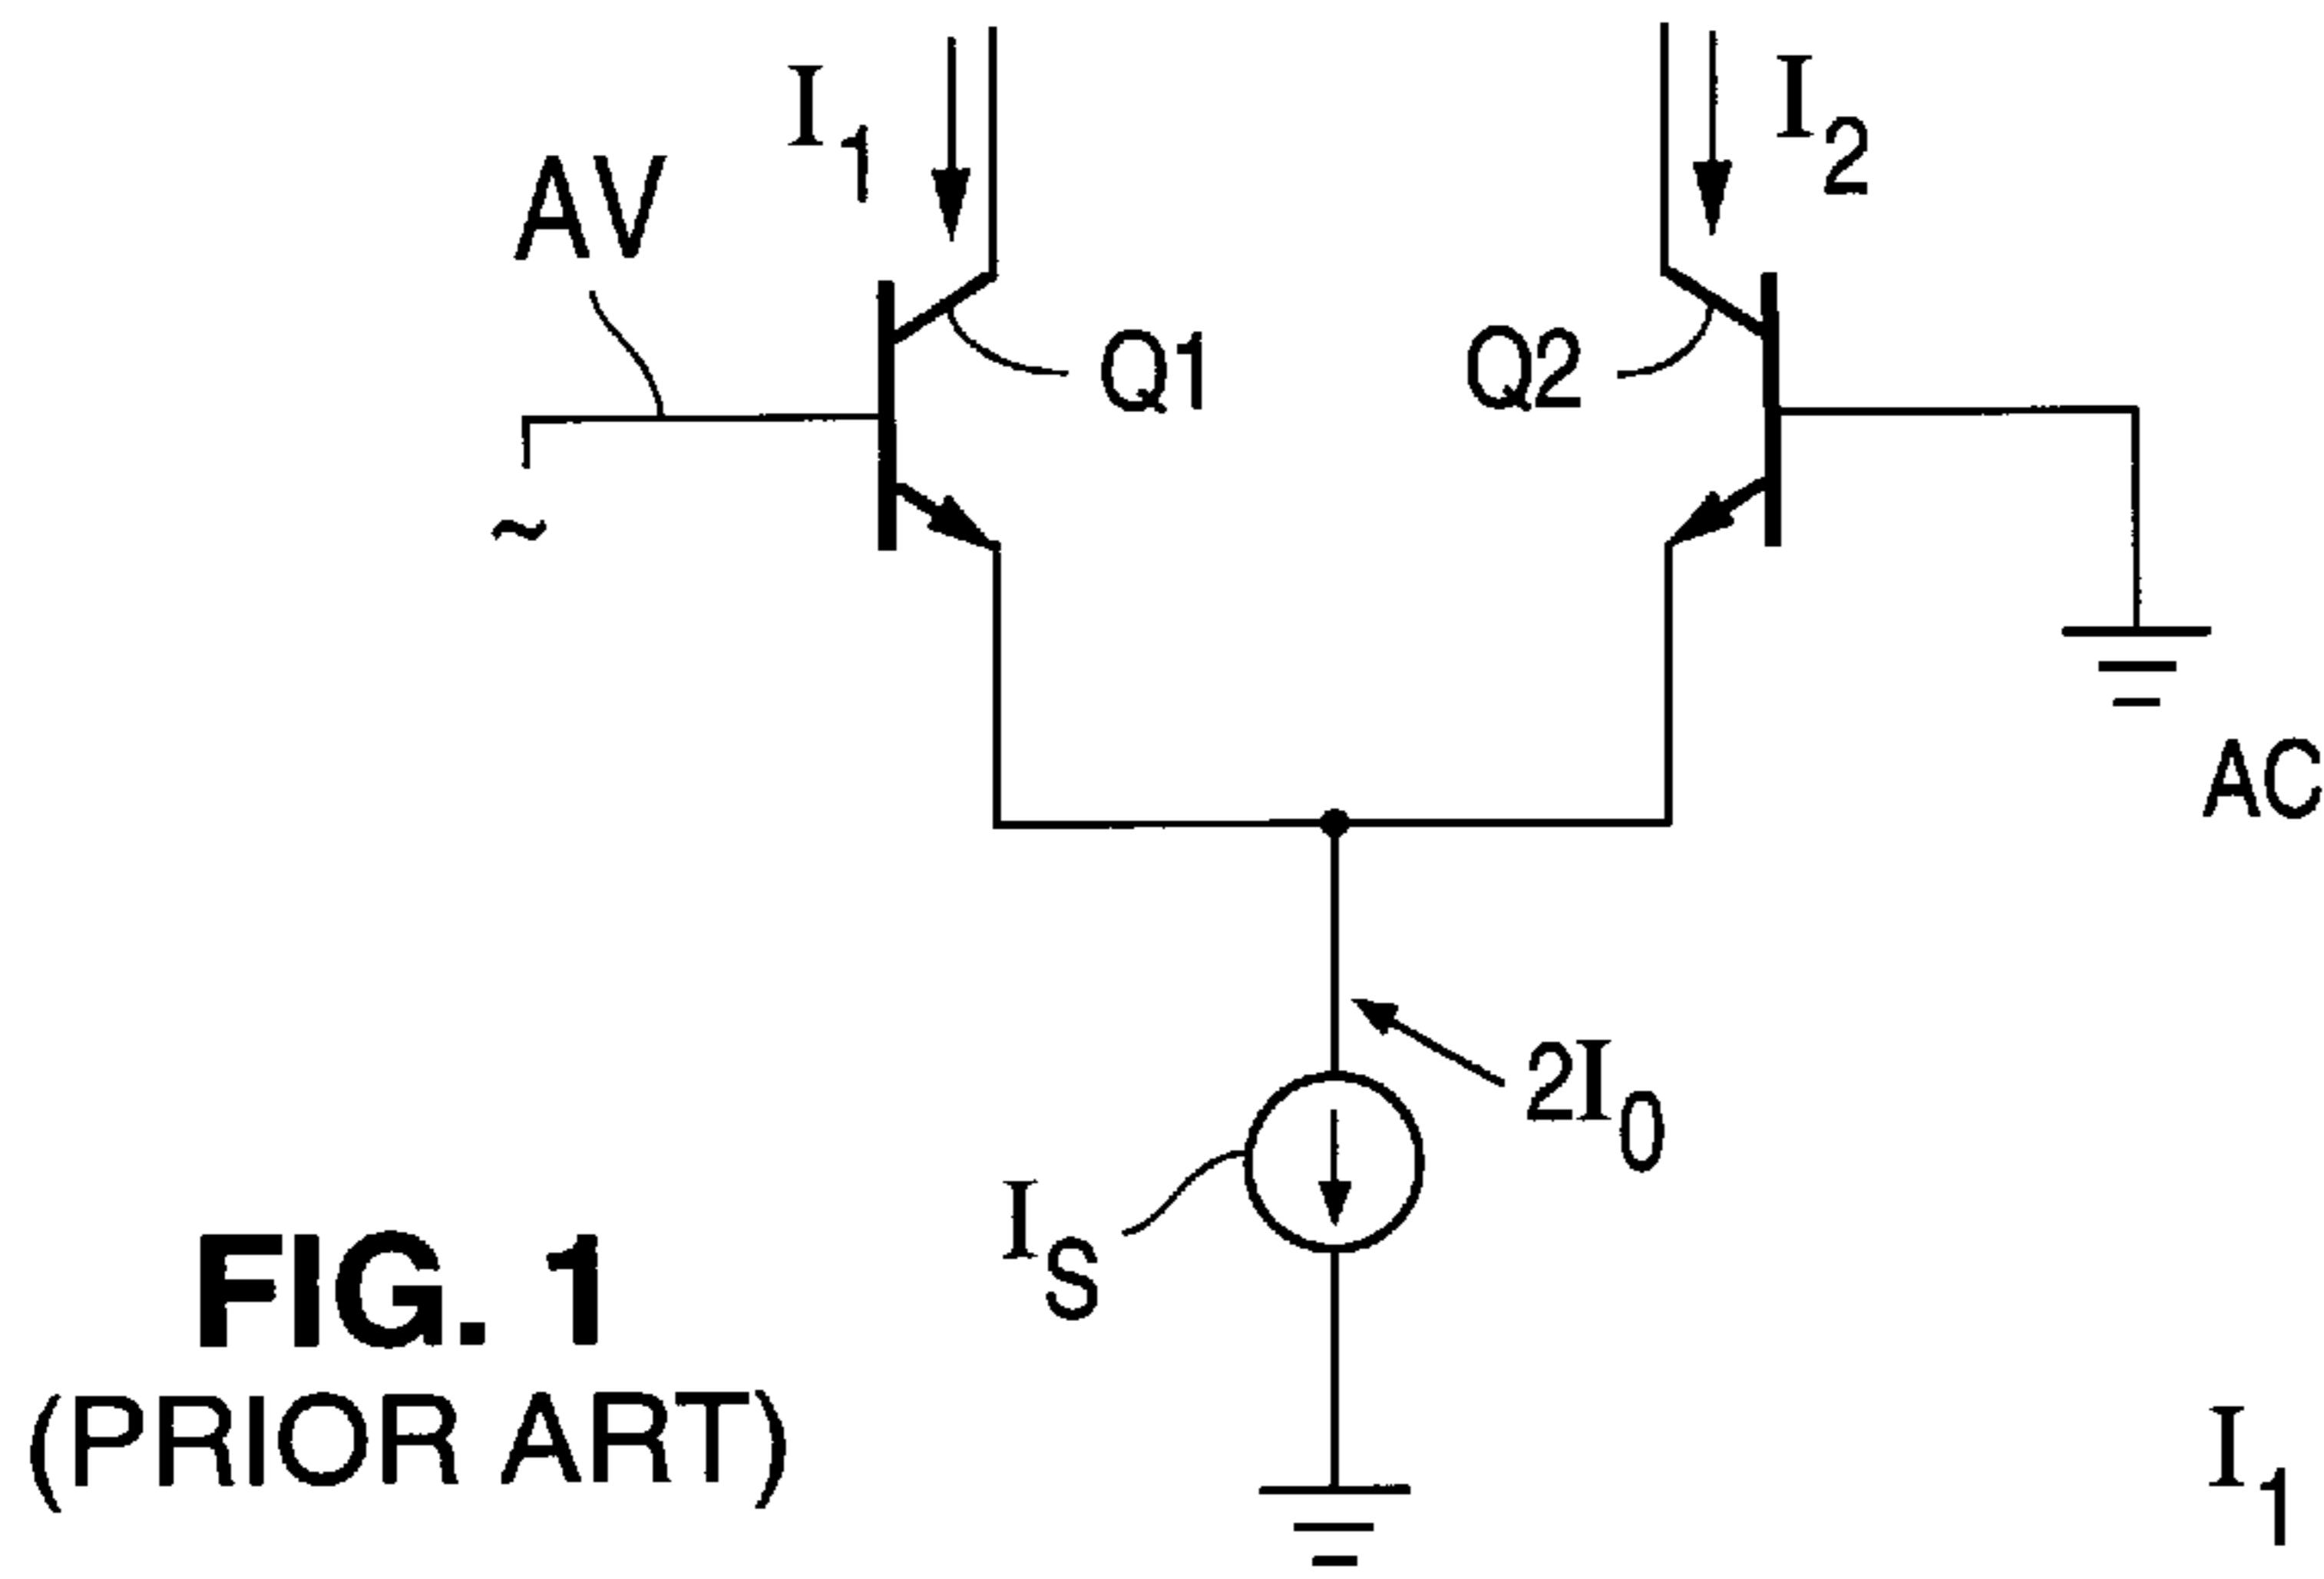 I1
I2
AV
Q1
Q2
~
AC
2I0
IS
FIG. 1
(PRIOR ART)
I1